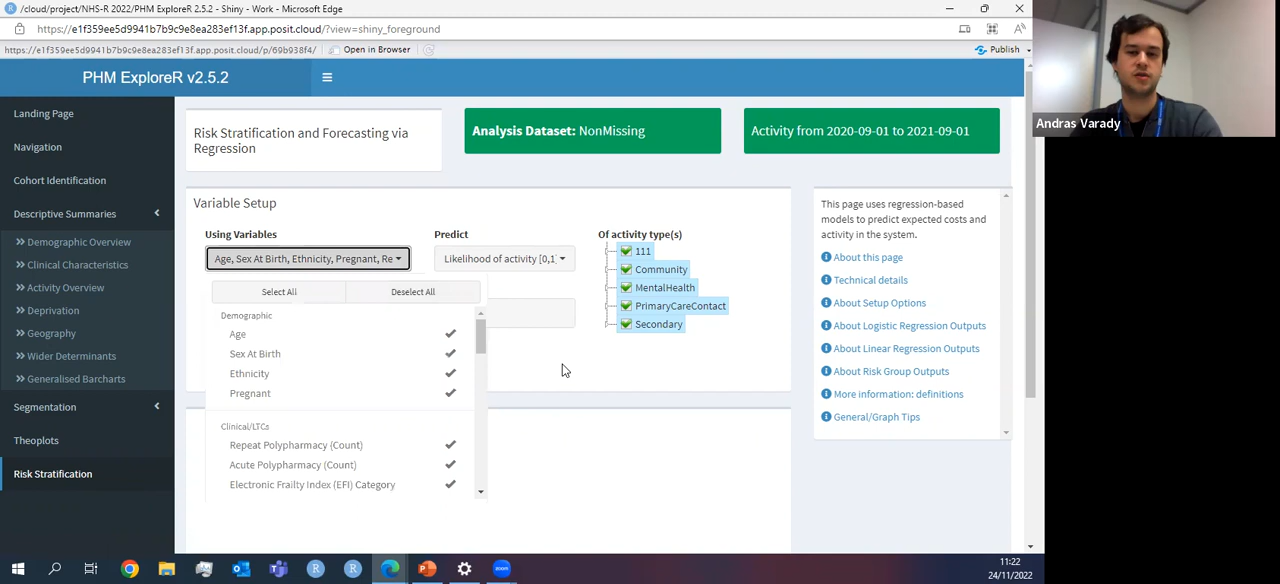 /cloud/project/NHS-R 2022/PHM ExploreR 2.5.2 - Shiny - Work - Microsoft Edge
https://e1f359ee5d9941b7b9c9e8ea283ef13f.app.posit.cloud/?view=shiny_foreground
https://e1f359ee5d9941b7b9c9e8ea283ef13f.app.posit.cloud/p/69b938f4/
Open in Browser
Publish
PHM ExploreR v2.5.2
Landing Page
Navigation
Cohort Identification
Descriptive Summaries
Demographic Overview
Clinical Characteristics
Activity Overview
Deprivation
Geography
Wider Determinants
Generalised Barcharts
Segmentation
Theoplots
Risk Stratification
Risk Stratification and Forecasting via
Regression
Analysis Dataset: NonMissing
Activity from 2020-09-01 to 2021-09-01
Variable Setup
Using Variables
Age, Sex At Birth, Ethnicity, Pregnant, Re
Select All
Deselect All
Demographic
Age
Sex At Birth
Ethnicity
Pregnant
Clinical/LTCs
Repeat Polypharmacy (Count)
Acute Polypharmacy (Count)
Electronic Frailty Index (EFI) Category
Predict
Likelihood of activity [0,1]
Of activity type(s)
111
Community
MentalHealth
PrimaryCareContact
Secondary
This page uses regression-based
models to predict expected costs and
activity in the system.
About this page
Technical details
About Setup Options
About Logistic Regression Outputs
About Linear Regression Outputs
About Risk Group Outputs
More information: definitions
General/Graph Tips
Andras Varady
11:22
24/11/2022